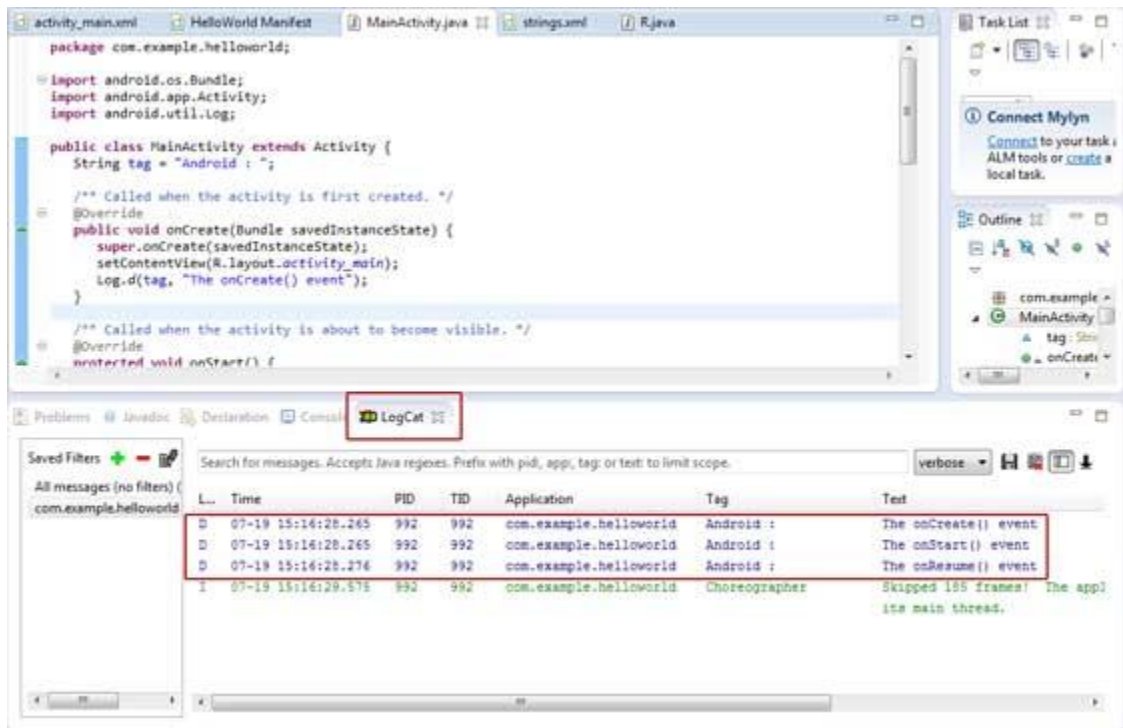 activity_main.xml HelloWorld Manifest MainActivity.java strings.xml R.java
package com.example.helloworld;
import android.os.Bundle;
import android.app.Activity;
import android.util.Log;
public class MainActivity extends Activity {
String tag = "Android : ";
/** Called when the activity is first created. */
@Override
public void onCreate(Bundle savedInstanceState) {
super.onCreate(savedInstanceState);
setContentView(R.layout.activity_main);
Log.d(tag, "The onCreate() event");
}
/** Called when the activity is about to become visible. */
@Override
protected void onStart() {
Task List
Connect Mylyn
Connect to your task
ALM tools or create a
local task.
Outline
com.example
MainActivity
tag : Stri
onCreate
Problems Javadoc Declaration Console LogCat
Saved Filters
All messages (no filters) (
com.example.helloworld
Search for messages. Accepts Java regexes. Prefix with pid:, app:, tag: or text: to limit scope.
verbose
L... Time PID TID Application Tag Text
D 07-19 15:16:28.265 992 992 com.example.helloworld Android : The onCreate() event
D 07-19 15:16:28.265 992 992 com.example.helloworld Android : The onStart() event
D 07-19 15:16:28.276 992 992 com.example.helloworld Android : The onResume() event
I 07-19 15:16:29.575 992 992 com.example.helloworld Choreographer Skipped frames! The appl
its main thread.